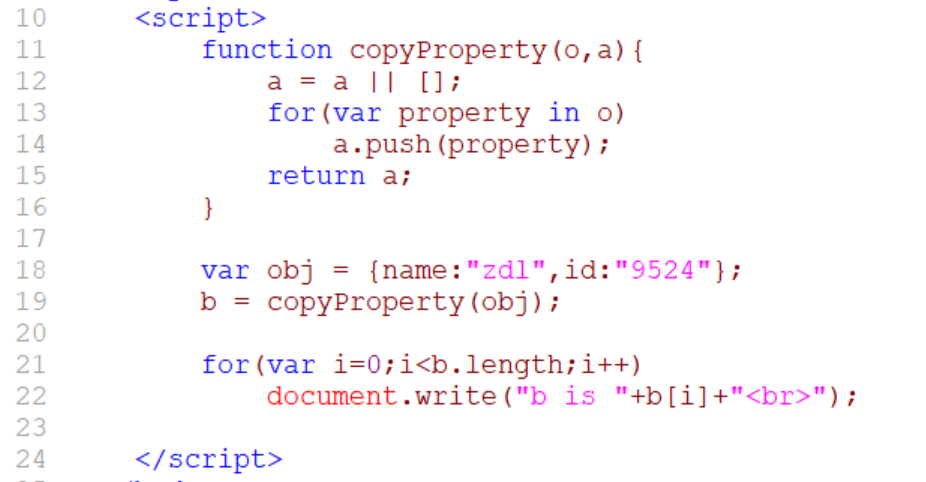 10 <script>
11 function copyProperty(o,a){
12 a = a || [];
13 for(var property in o)
14 a.push(property);
15 return a;
16 }
17
18 var obj = {name:"zdl",id:"9524"};
19 b = copyProperty(obj);
20
21 for(var i=0;i<b.length;i++)
22 document.write("b is "+b[i]+"<br>");
23
24 </script>